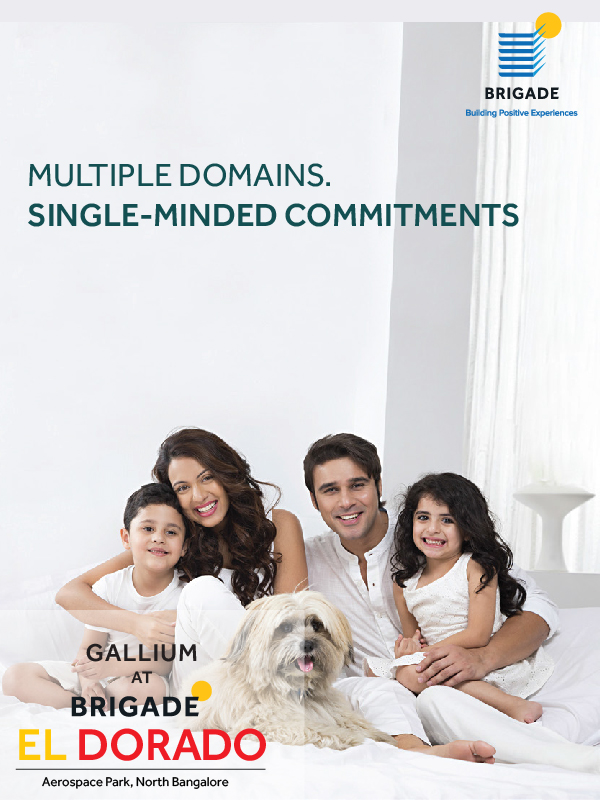 BRIGADE
Building Positive Experiences
MULTIPLE DOMAINS.
SINGLE-MINDED COMMITMENTS
GALLIUM
AT
BRIGADE
EL DORADO
Aerospace Park, North Bangalore